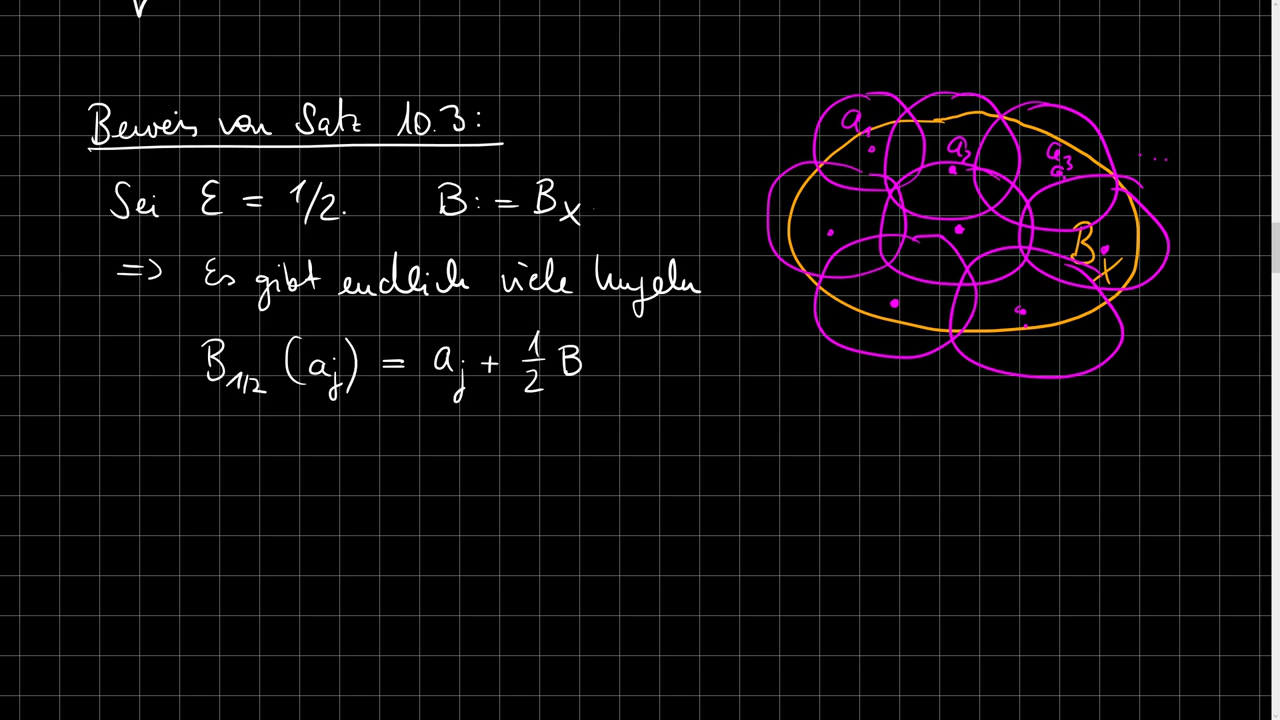 Beweis von Satz 10.3:
Sei ε = 1/2. B := B_X
=> Es gibt endlich viele Kugeln
B_{1/2} (a_j) = a_j + 1/2 B
a_1 a_2 a_3 ...
B_X